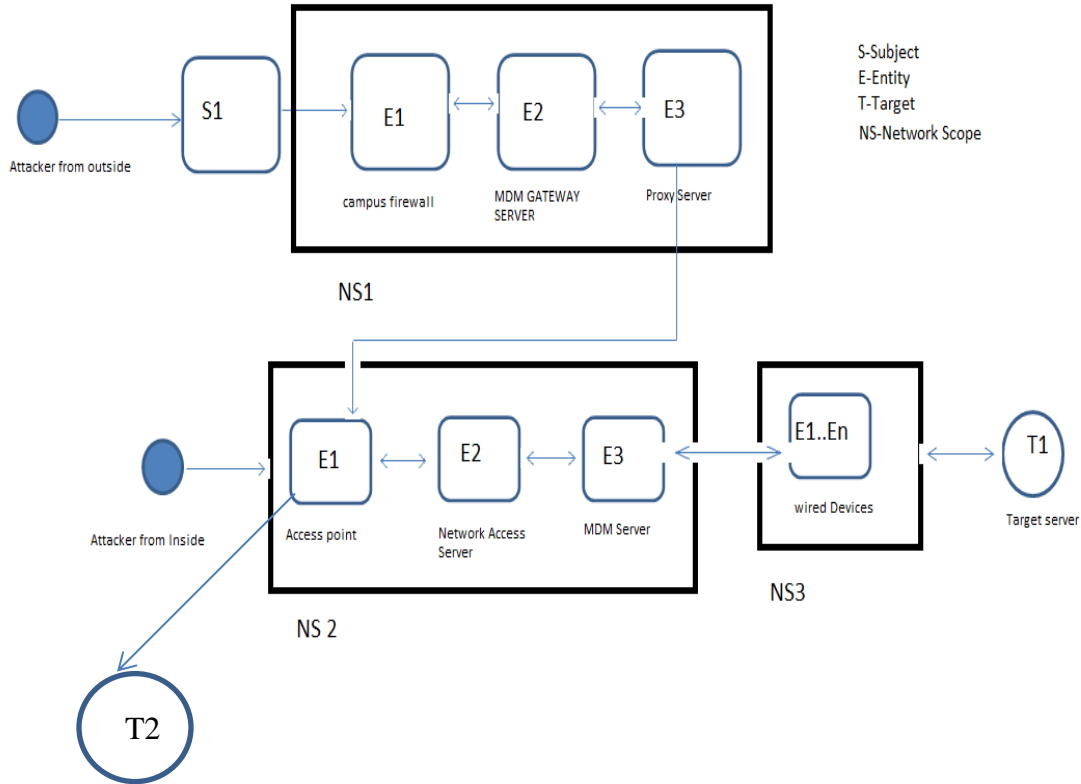 S-Subject
E-Entity
T-Target
NS-Network Scope
S1
E1
E2
E3
Attacker from outside
campus firewall
MDM GATEWAY
SERVER
Proxy Server
NS1
E1
E2
E3
E1..En
T1
Attacker from Inside
Access point
Network Access
Server
MDM Server
wired Devices
Target server
NS 2
NS3
T2